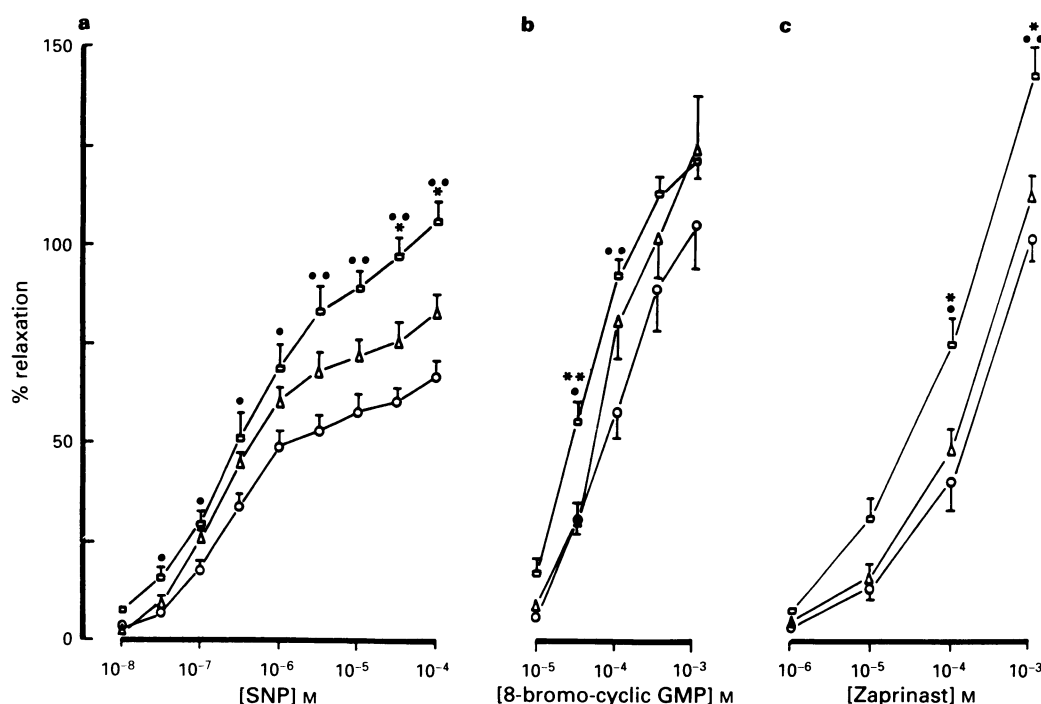 a
b
c
150
100
50
0
% relaxation
10⁻⁸ 10⁻⁷ 10⁻⁶ 10⁻⁵ 10⁻⁴
[SNP] M
10⁻⁵ 10⁻⁴ 10⁻³
[8-bromo-cyclic GMP] M
10⁻⁶ 10⁻⁵ 10⁻⁴ 10⁻³
[Zaprinast] M